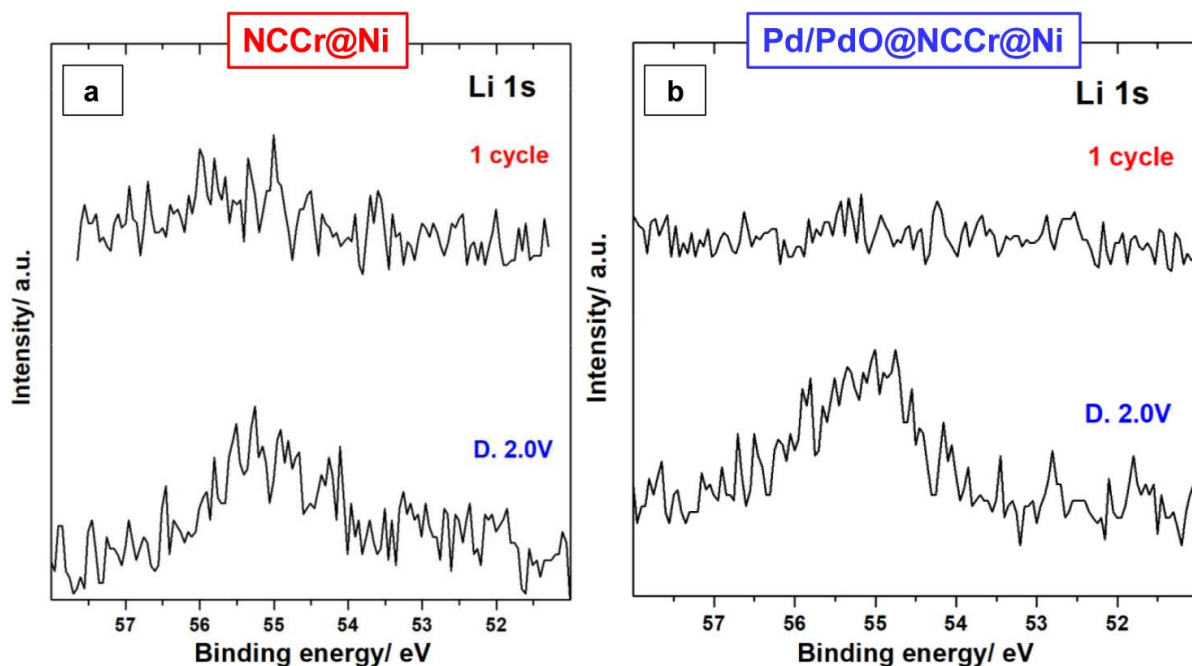 NCCr@Ni
a
Li 1s
1 cycle
D. 2.0V
Intensity/ a.u.
57 56 55 54 53 52
Binding energy/ eV
Pd/PdO@NCCr@Ni
b
Li 1s
1 cycle
D. 2.0V
Intensity/ a.u.
57 56 55 54 53 52
Binding energy/ eV